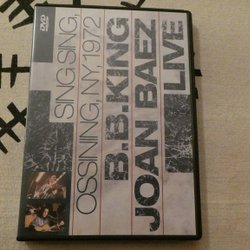 DVD
SING SING,
OSSINING, NY, 1972
B.B.KING
JOAN BAEZ
LIVE